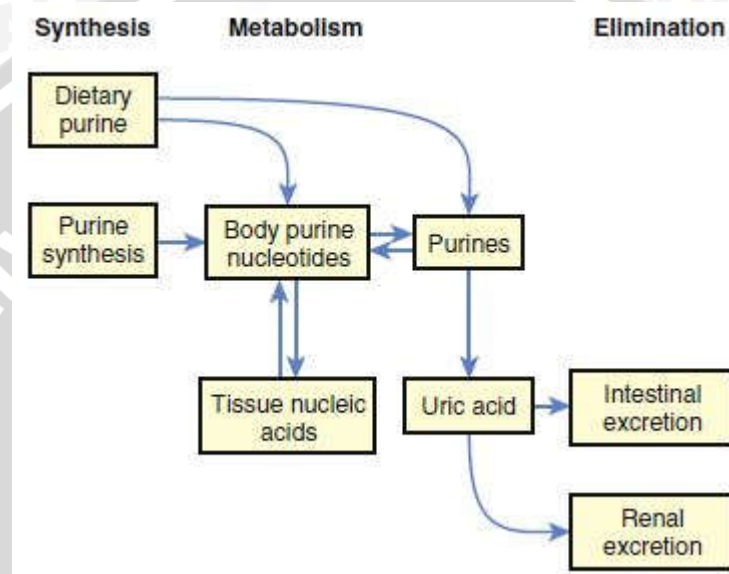 Synthesis
Metabolism
Elimination
Dietary
purine
Purine
synthesis
Body purine
nucleotides
Purines
Tissue nucleic
acids
Uric acid
Intestinal
excretion
Renal
excretion